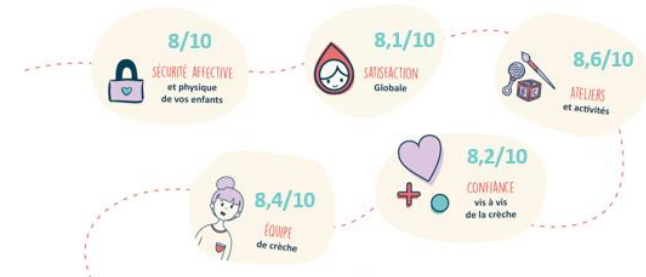 8/10
SÉCURITÉ AFFECTIVE
et physique
de vos enfants
8,1/10
SATISFACTION
Globale
8,6/10
ATELIERS
et activités
8,2/10
CONFIANCE
vis à vis
de la crèche
8,4/10
ÉQUIPE
de crèche